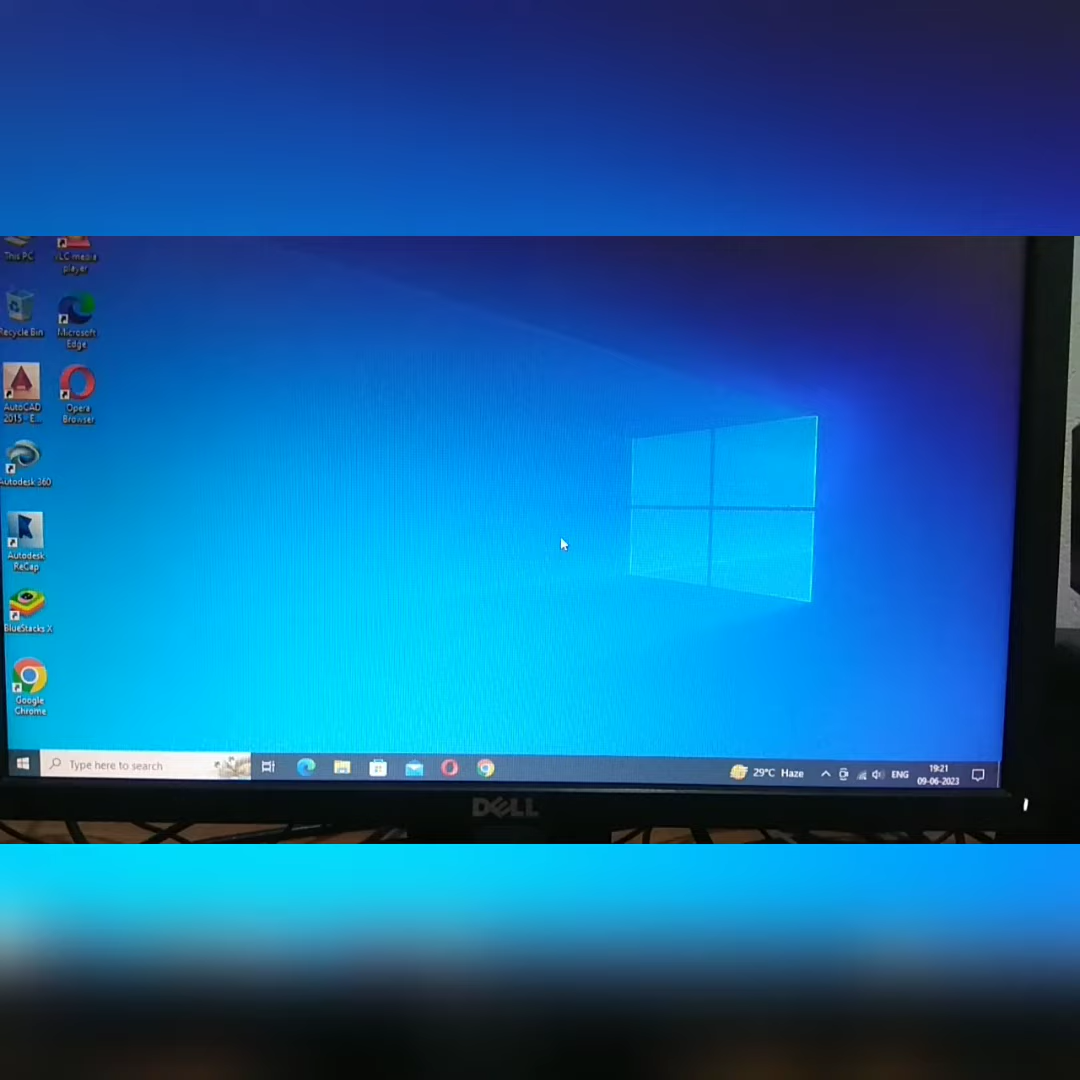 This PC
VLC media
player
Recycle Bin
Microsoft
Edge
AutoCAD
2015 - E...
Opera
Browser
Autodesk 360
Autodesk
ReCap
BlueStacks X
Google
Chrome
Type here to search
29°C Haze
ENG
19:21
09-06-2023
DELL